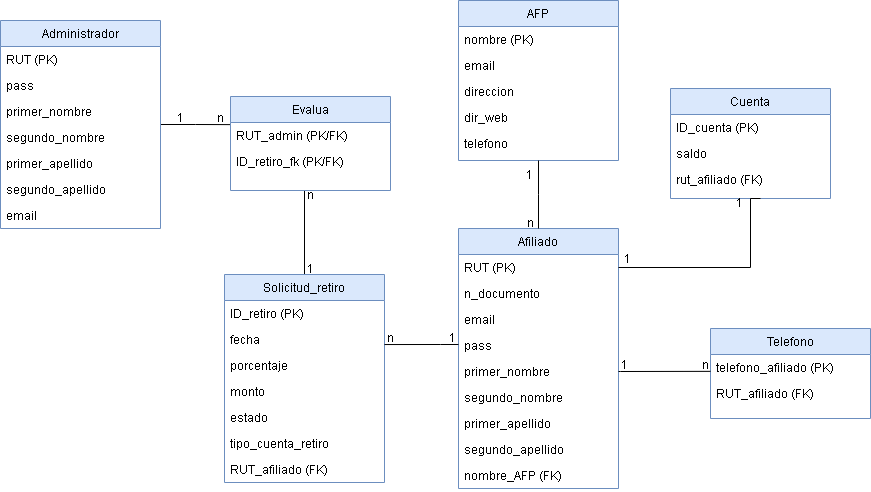 Administrador
RUT (PK)
pass
primer_nombre
segundo_nombre
primer_apellido
segundo_apellido
email
1
n
Evalua
RUT_admin (PK/FK)
ID_retiro_fk (PK/FK)
n
1
Solicitud_retiro
ID_retiro (PK)
fecha
porcentaje
monto
estado
tipo_cuenta_retiro
RUT_afiliado (FK)
n
1
AFP
nombre (PK)
email
direccion
dir_web
telefono
1
n
Afiliado
RUT (PK)
n_documento
email
pass
primer_nombre
segundo_nombre
primer_apellido
segundo_apellido
nombre_AFP (FK)
1
1
Cuenta
ID_cuenta (PK)
saldo
rut_afiliado (FK)
1
n
Telefono
telefono_afiliado (PK)
RUT_afiliado (FK)